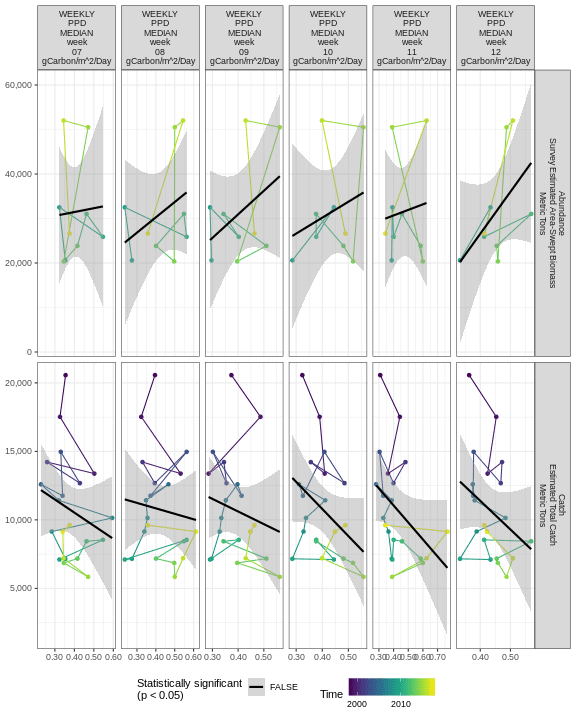 WEEKLY
PPD
MEDIAN
week
07
gCarbon/m^2/Day
WEEKLY
PPD
MEDIAN
week
08
gCarbon/m^2/Day
WEEKLY
PPD
MEDIAN
week
09
gCarbon/m^2/Day
WEEKLY
PPD
MEDIAN
week
10
gCarbon/m^2/Day
WEEKLY
PPD
MEDIAN
week
11
gCarbon/m^2/Day
WEEKLY
PPD
MEDIAN
week
12
gCarbon/m^2/Day
60,000
40,000
20,000
0
Abundance
Survey Estimated Area-Swept Biomass
Metric Tons
20,000
15,000
10,000
5,000
Catch
Estimated Total Catch
Metric Tons
0.30 0.40 0.50 0.60
0.30 0.40 0.50 0.60
0.30 0.40 0.50
0.30 0.40 0.50
0.30 0.40 0.50 0.60 0.70
0.40 0.50
Statistically significant
(p < 0.05)
FALSE
Time
2000 2010